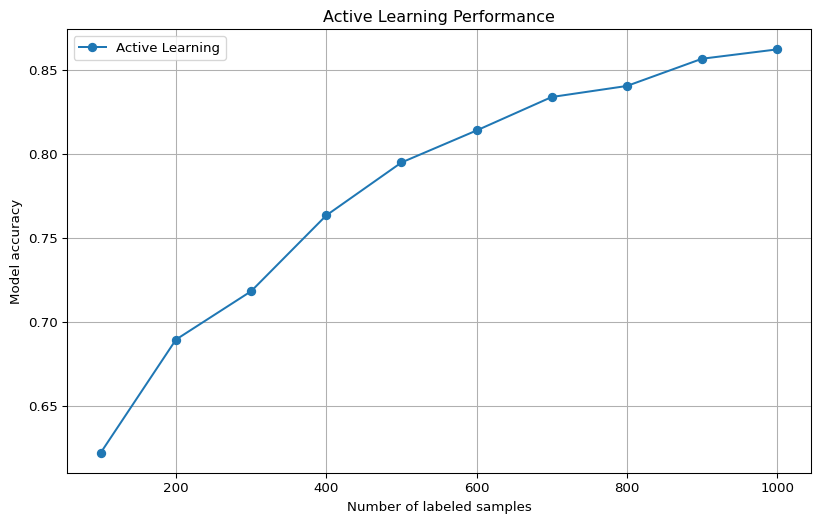 Active Learning Performance
Active Learning
0.85
0.80
0.75
0.70
0.65
Model accuracy
200 400 600 800 1000
Number of labeled samples